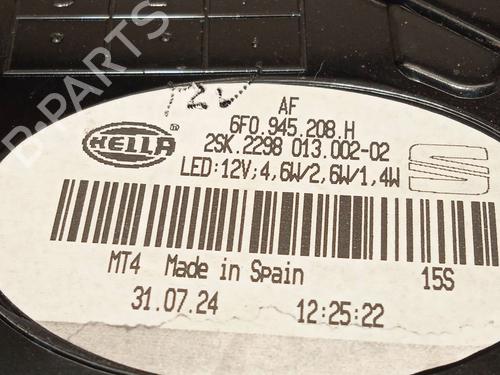 B-PARTS
AF
6F0.945.208.H
HELLA ®
2SK.2298 013.002-02
LED:12V;4,6W/2,6W/1,4W
MT4 Made in Spain 15S
31.07.24 12:25:22